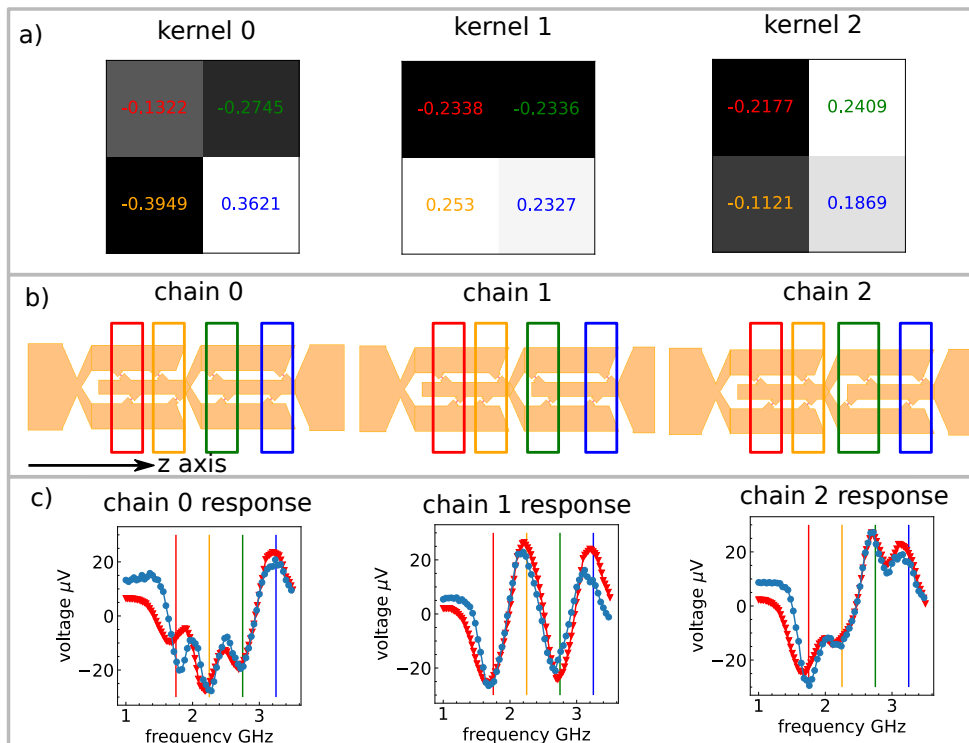 a)
kernel 0
kernel 1
kernel 2
-0.1322 -0.2745
-0.3949 0.3621
-0.2338 -0.2336
0.253 0.2327
-0.2177 0.2409
-0.1121 0.1869
b)
chain 0
chain 1
chain 2
z axis
c)
chain 0 response
voltage μV
20
0
−20
1 2 3
frequency GHz
chain 1 response
voltage μV
20
0
−20
1 2 3
frequency GHz
chain 2 response
voltage μV
20
0
−20
1 2 3
frequency GHz